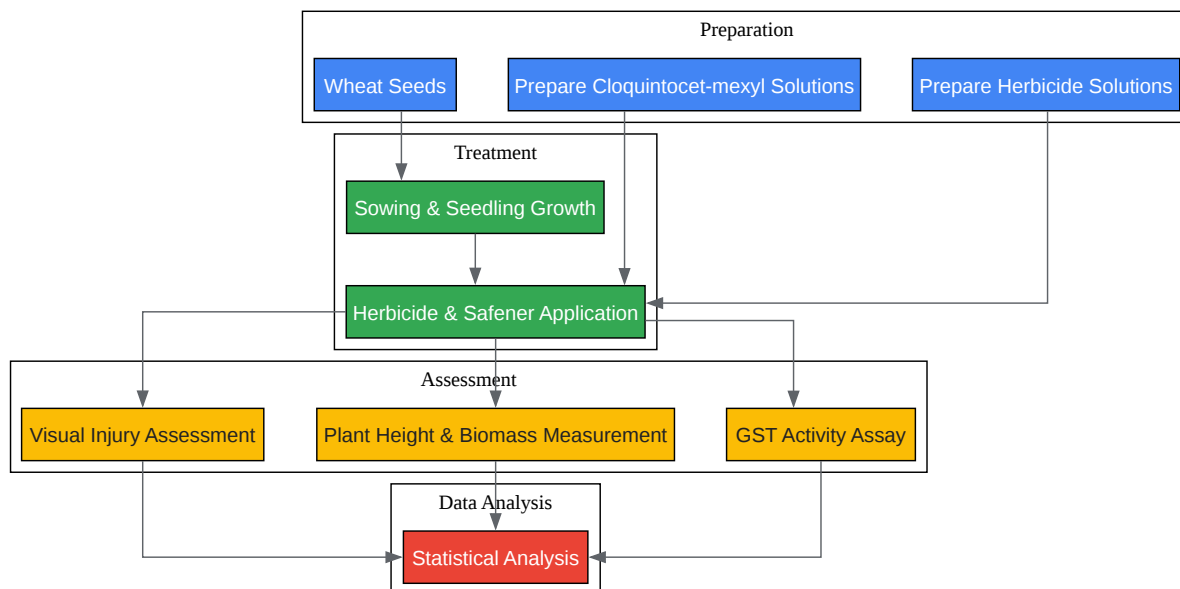 Preparation
Wheat Seeds
Prepare Cloquintocet-mexyl Solutions
Prepare Herbicide Solutions
Treatment
Sowing & Seedling Growth
Herbicide & Safener Application
Assessment
Visual Injury Assessment
Plant Height & Biomass Measurement
GST Activity Assay
Data Analysis
Statistical Analysis